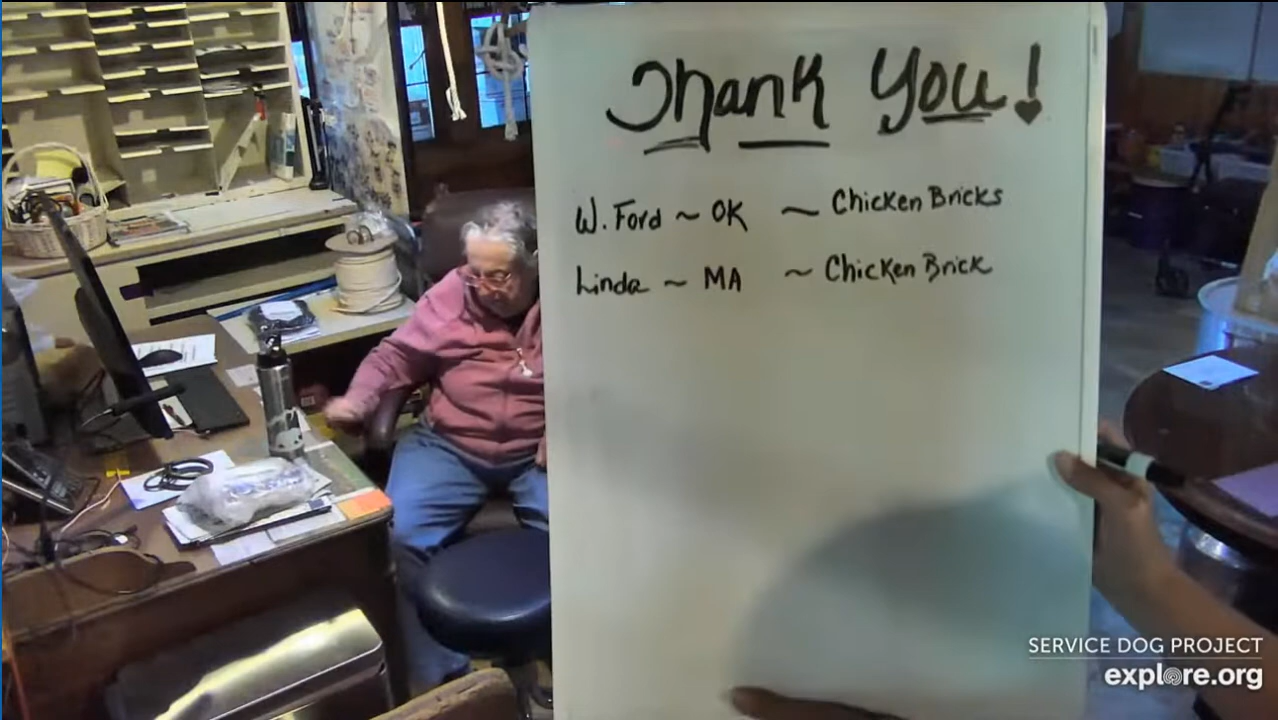 Thank You!
W. Ford ~ OK ~ Chicken Bricks
Linda ~ MA ~ Chicken Brick
SERVICE DOG PROJECT
explore.org